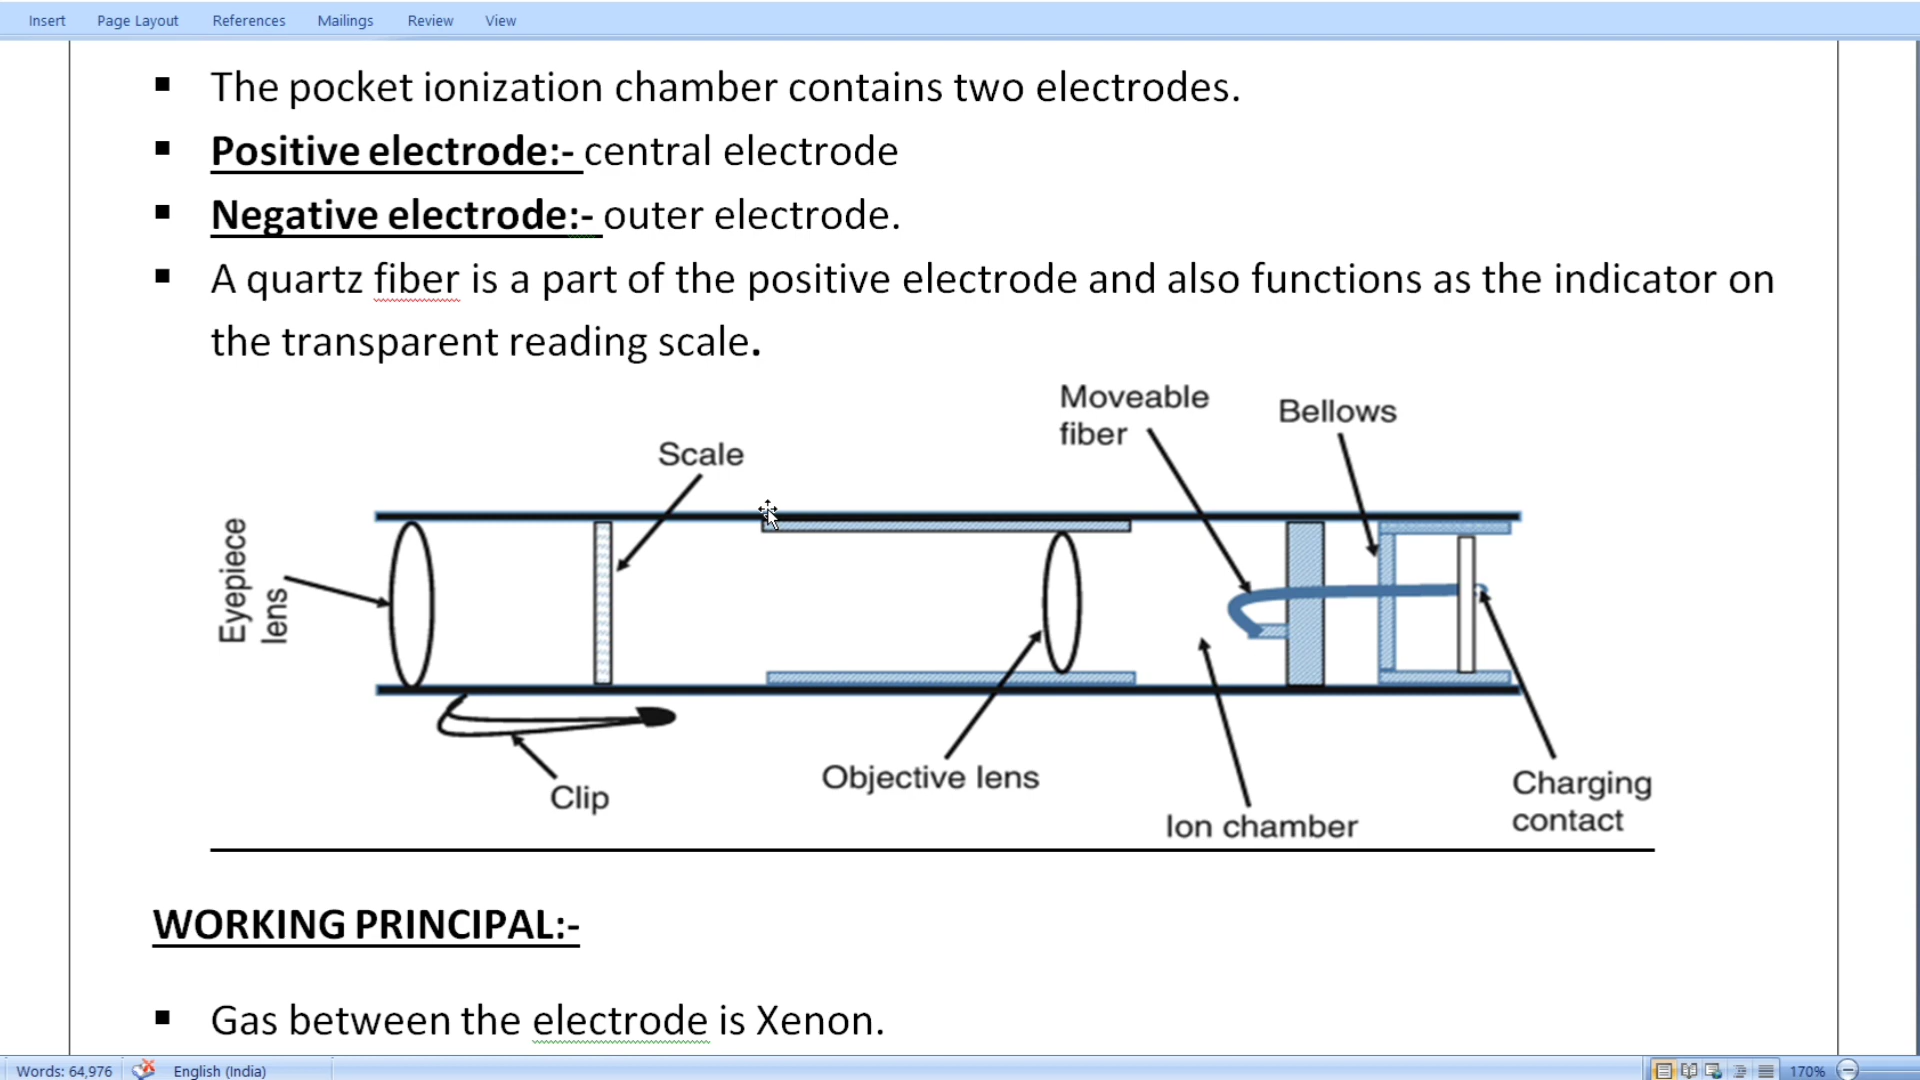 Insert Page Layout References Mailings Review View
▪ The pocket ionization chamber contains two electrodes.
▪ Positive electrode:- central electrode
▪ Negative electrode:- outer electrode.
▪ A quartz fiber is a part of the positive electrode and also functions as the indicator on
the transparent reading scale.
Moveable
fiber
Bellows
Scale
Eyepiece
lens
Clip
Objective lens
Ion chamber
Charging
contact
WORKING PRINCIPAL:-
▪ Gas between the electrode is Xenon.
Words: 64,976 English (India) 170%